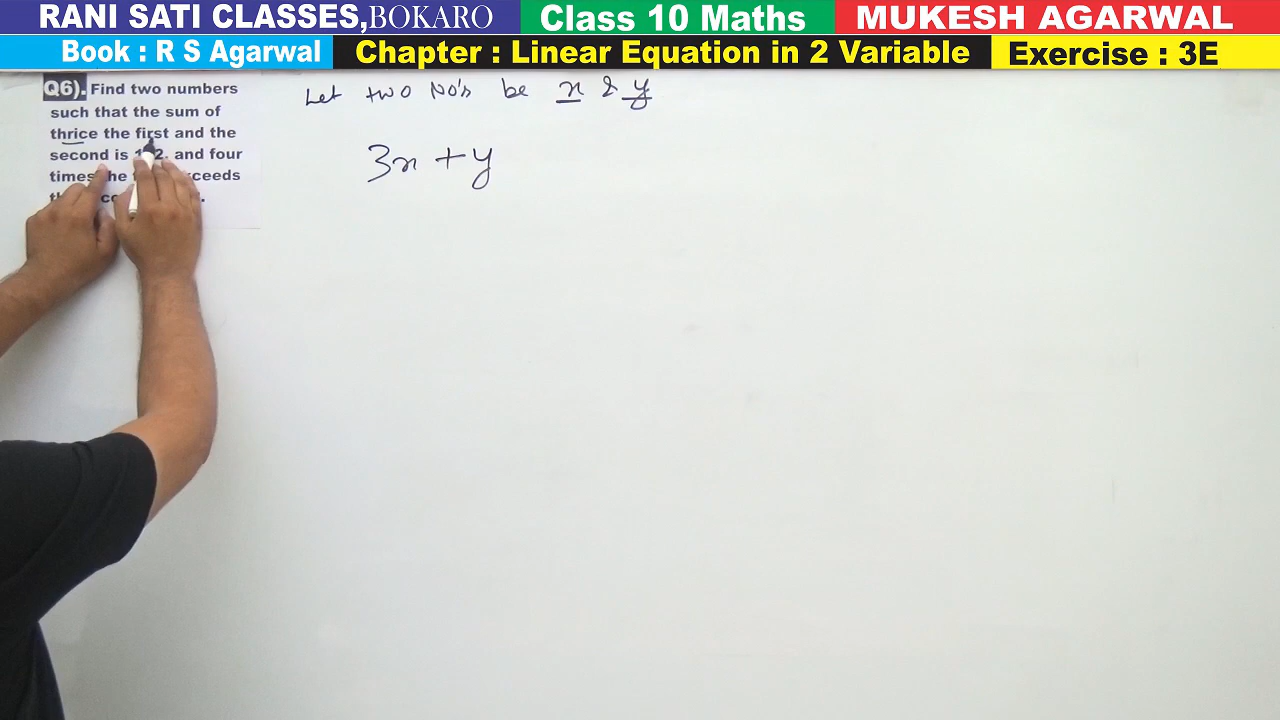 RANI SATI CLASSES,BOKARO
Class 10 Maths
MUKESH AGARWAL
Book : R S Agarwal
Chapter : Linear Equation in 2 Variable
Exercise : 3E
Q6). Find two numbers
such that the sum of
thrice the first and the
second is and four
times
Let two No's be x & y
3x + y